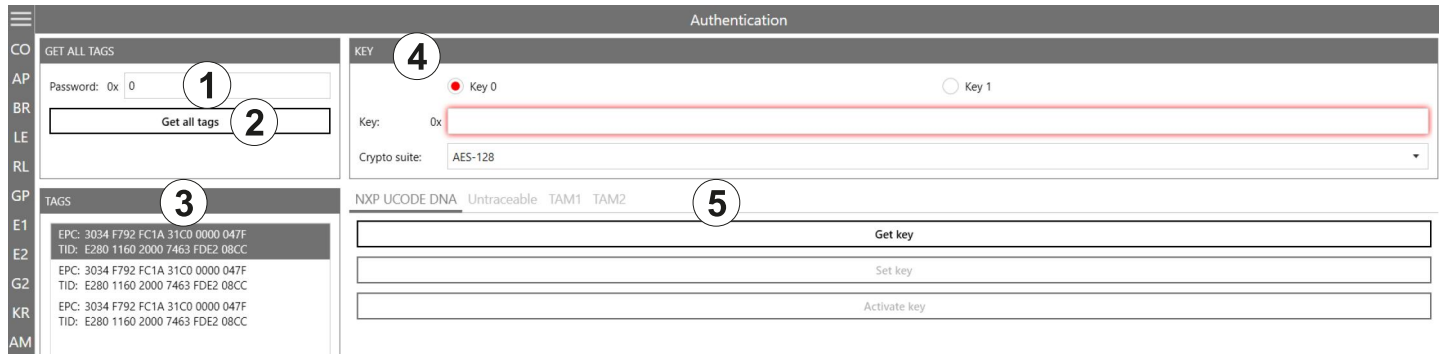 Authentication
CO
AP
BR
LE
RL
GP
E1
E2
G2
KR
AM
GET ALL TAGS
Password: 0x 0
1
Get all tags
2
TAGS
3
EPC: 3034 F792 FC1A 31C0 0000 047F
TID: E280 1160 2000 7463 FDE2 08CC
EPC: 3034 F792 FC1A 31C0 0000 047F
TID: E280 1160 2000 7463 FDE2 08CC
EPC: 3034 F792 FC1A 31C0 0000 047F
TID: E280 1160 2000 7463 FDE2 08CC
KEY
4
Key 0 Key 1
Key: 0x
Crypto suite: AES-128
NXP UCODE DNA Untraceable TAM1 TAM2
5
Get key
Set key
Activate key